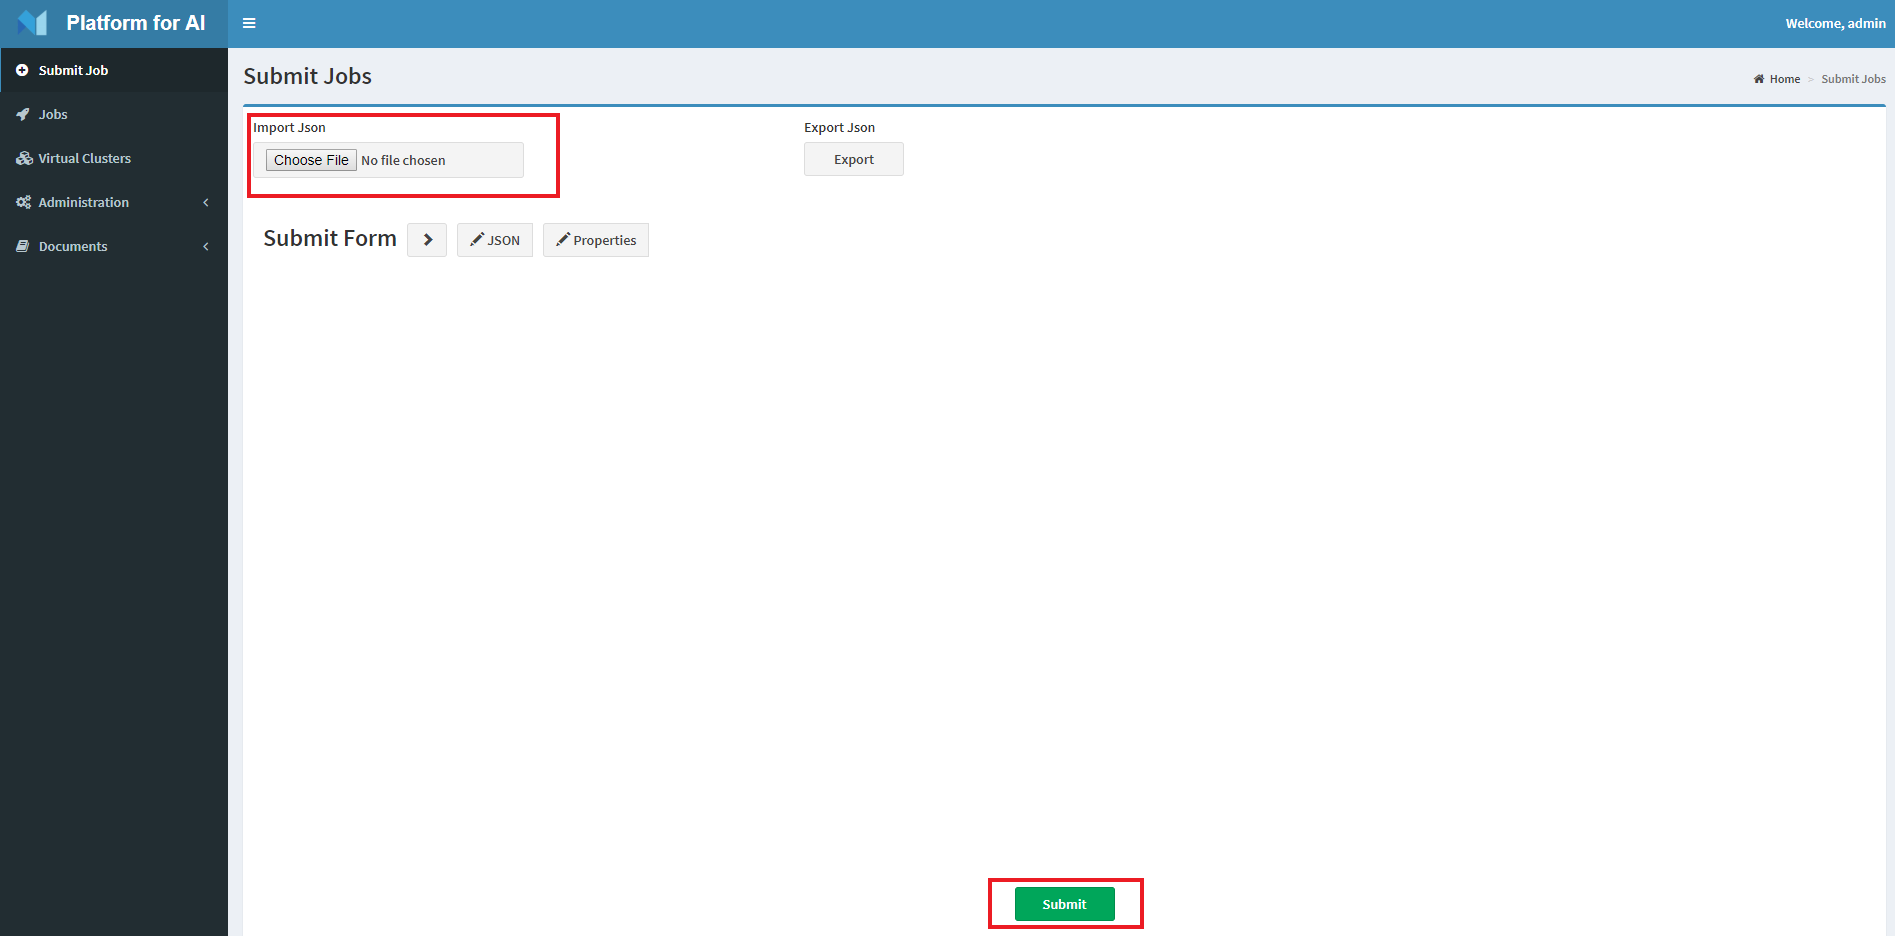 Platform for AI
Welcome, admin
Submit Job
Jobs
Virtual Clusters
Administration
Documents
Submit Jobs
Home > Submit Jobs
Import Json
Choose File No file chosen
Export Json
Export
Submit Form
JSON
Properties
Submit